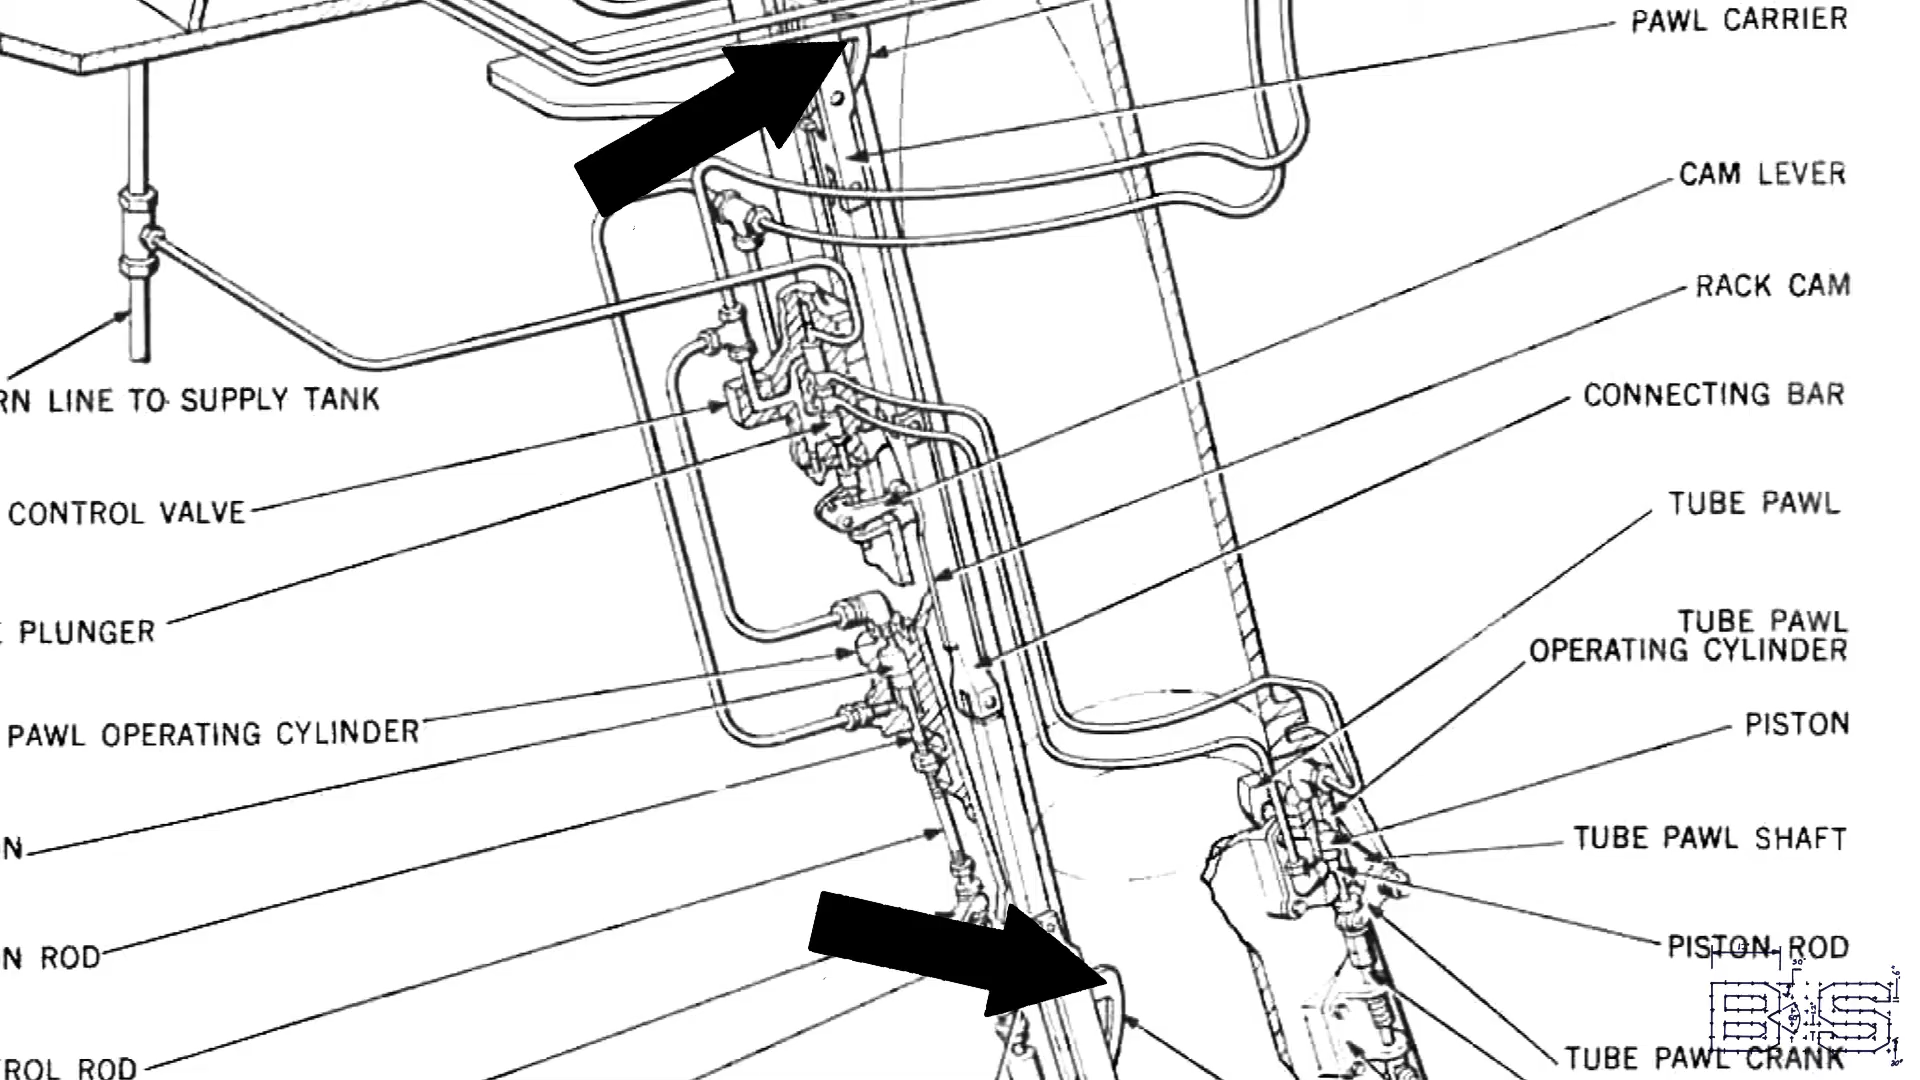 PAWL CARRIER
CAM LEVER
RACK CAM
CONNECTING BAR
RN LINE TO SUPPLY TANK
TUBE PAWL
CONTROL VALVE
TUBE PAWL
OPERATING CYLINDER
E PLUNGER
PISTON
PAWL OPERATING CYLINDER
TUBE PAWL SHAFT
N
PISTON ROD
N ROD
TUBE PAWL CRANK
TROL ROD